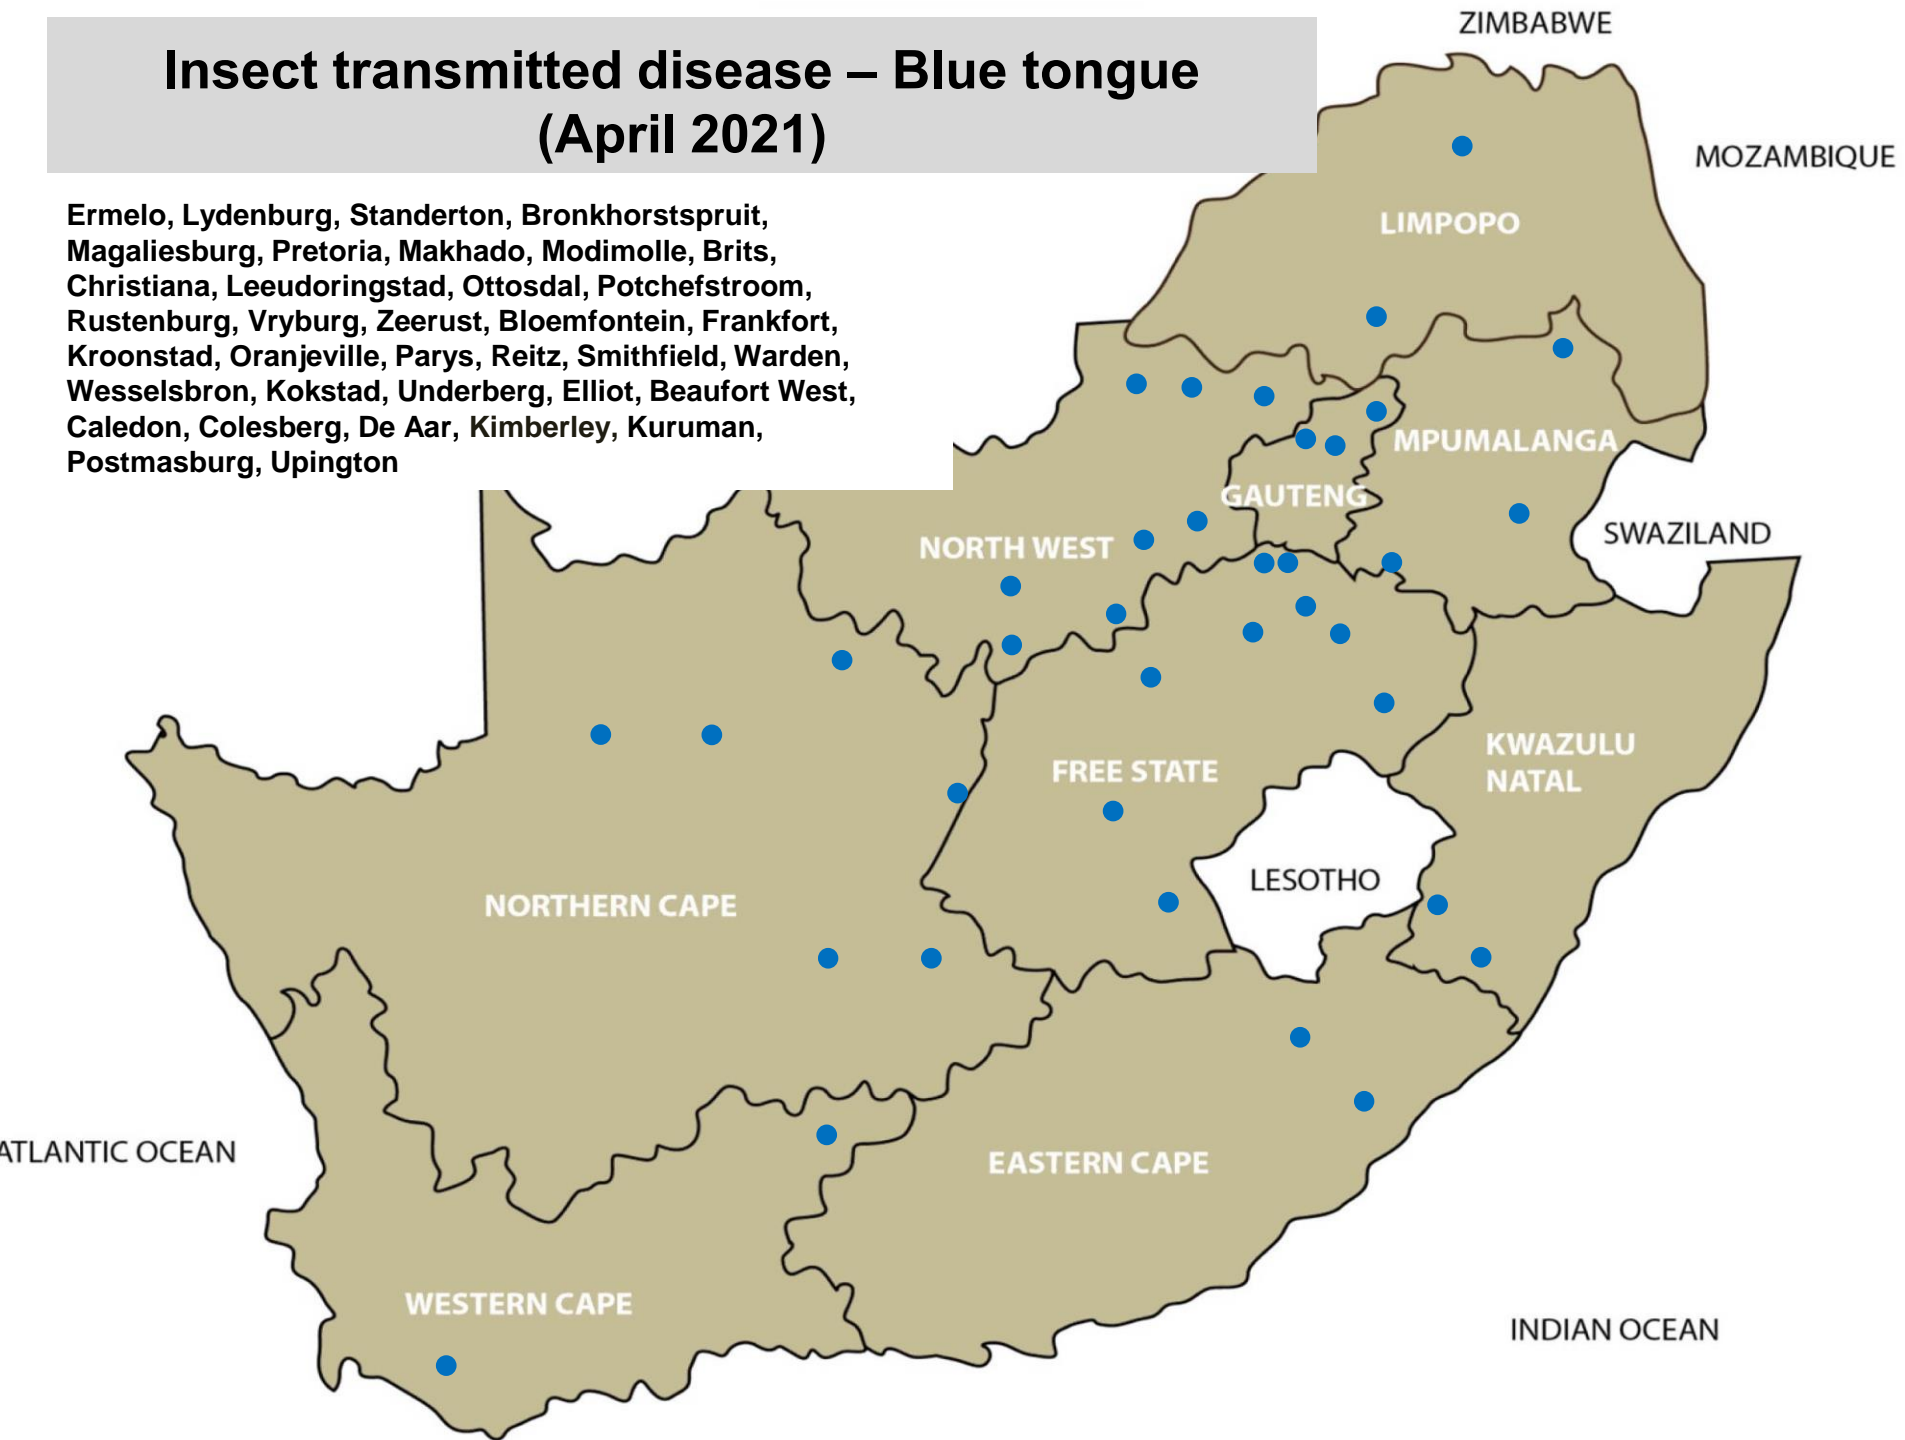 Insect transmitted disease – Blue tongue
(April 2021)
Ermelo, Lydenburg, Standerton, Bronkhorstspruit,
Magaliesburg, Pretoria, Makhado, Modimolle, Brits,
Christiana, Leeudoringstad, Ottosdal, Potchefstroom,
Rustenburg, Vryburg, Zeerust, Bloemfontein, Frankfort,
Kroonstad, Oranjeville, Parys, Reitz, Smithfield, Warden,
Wesselsbron, Kokstad, Underberg, Elliot, Beaufort West,
Caledon, Colesberg, De Aar, Kimberley, Kuruman,
Postmasburg, Upington
ZIMBABWE
MOZAMBIQUE
LIMPOPO
MPUMALANGA
GAUTENG
SWAZILAND
NORTH WEST
KWAZULU
NATAL
FREE STATE
LESOTHO
NORTHERN CAPE
ATLANTIC OCEAN
EASTERN CAPE
WESTERN CAPE
INDIAN OCEAN